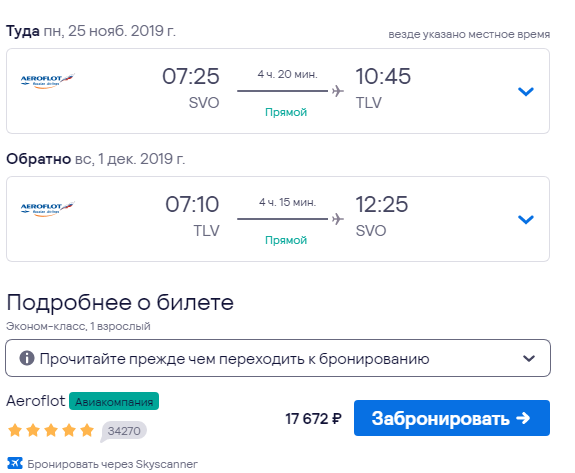 Туда пн, 25 нояб. 2019 г.
везде указано местное время
AEROFLOT
Russian Airlines
07:25
4 ч. 20 мин.
10:45
SVO
Прямой
TLV
Обратно вс, 1 дек. 2019 г.
AEROFLOT
Russian Airlines
07:10
4 ч. 15 мин.
12:25
TLV
Прямой
SVO
Подробнее о билете
Эконом-класс, 1 взрослый
Прочитайте прежде чем переходить к бронированию
Aeroflot Авиакомпания
34270
17 672 ₽
Забронировать →
Бронировать через Skyscanner